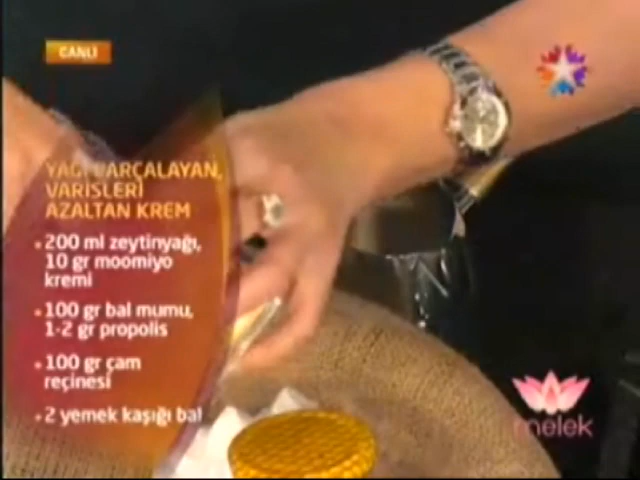 CANLI
YAĞI PARÇALAYAN,
VARİSLERİ
AZALTAN KREM
• 200 ml zeytinyağı,
10 gr moomiyo
kremi
• 100 gr bal mumu,
1-2 gr propolis
• 100 gr çam
reçinesi
• 2 yemek kaşığı bal
melek